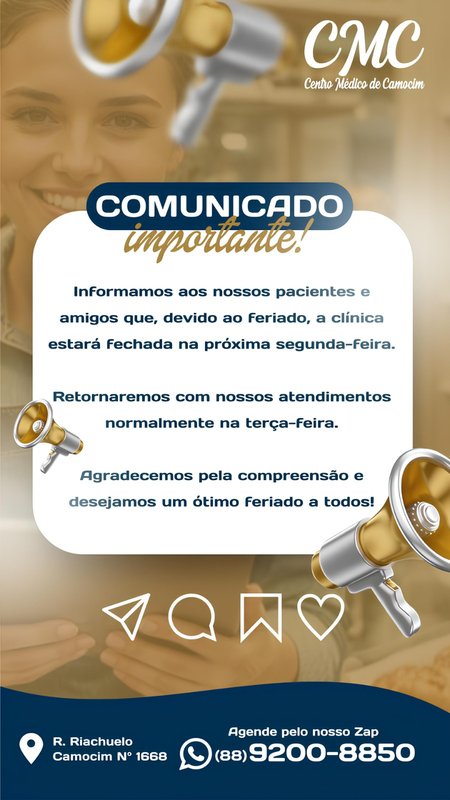 CMC
Centro Médico de Camocim
COMUNICADO
importante!
Informamos aos nossos pacientes e
amigos que, devido ao feriado, a clínica
estará fechada na próxima segunda-feira.
Retornaremos com nossos atendimentos
normalmente na terça-feira.
Agradecemos pela compreensão e
desejamos um ótimo feriado a todos!
R. Riachuelo
Camocim Nº 1668
Agende pelo nosso Zap
(88)9200-8850